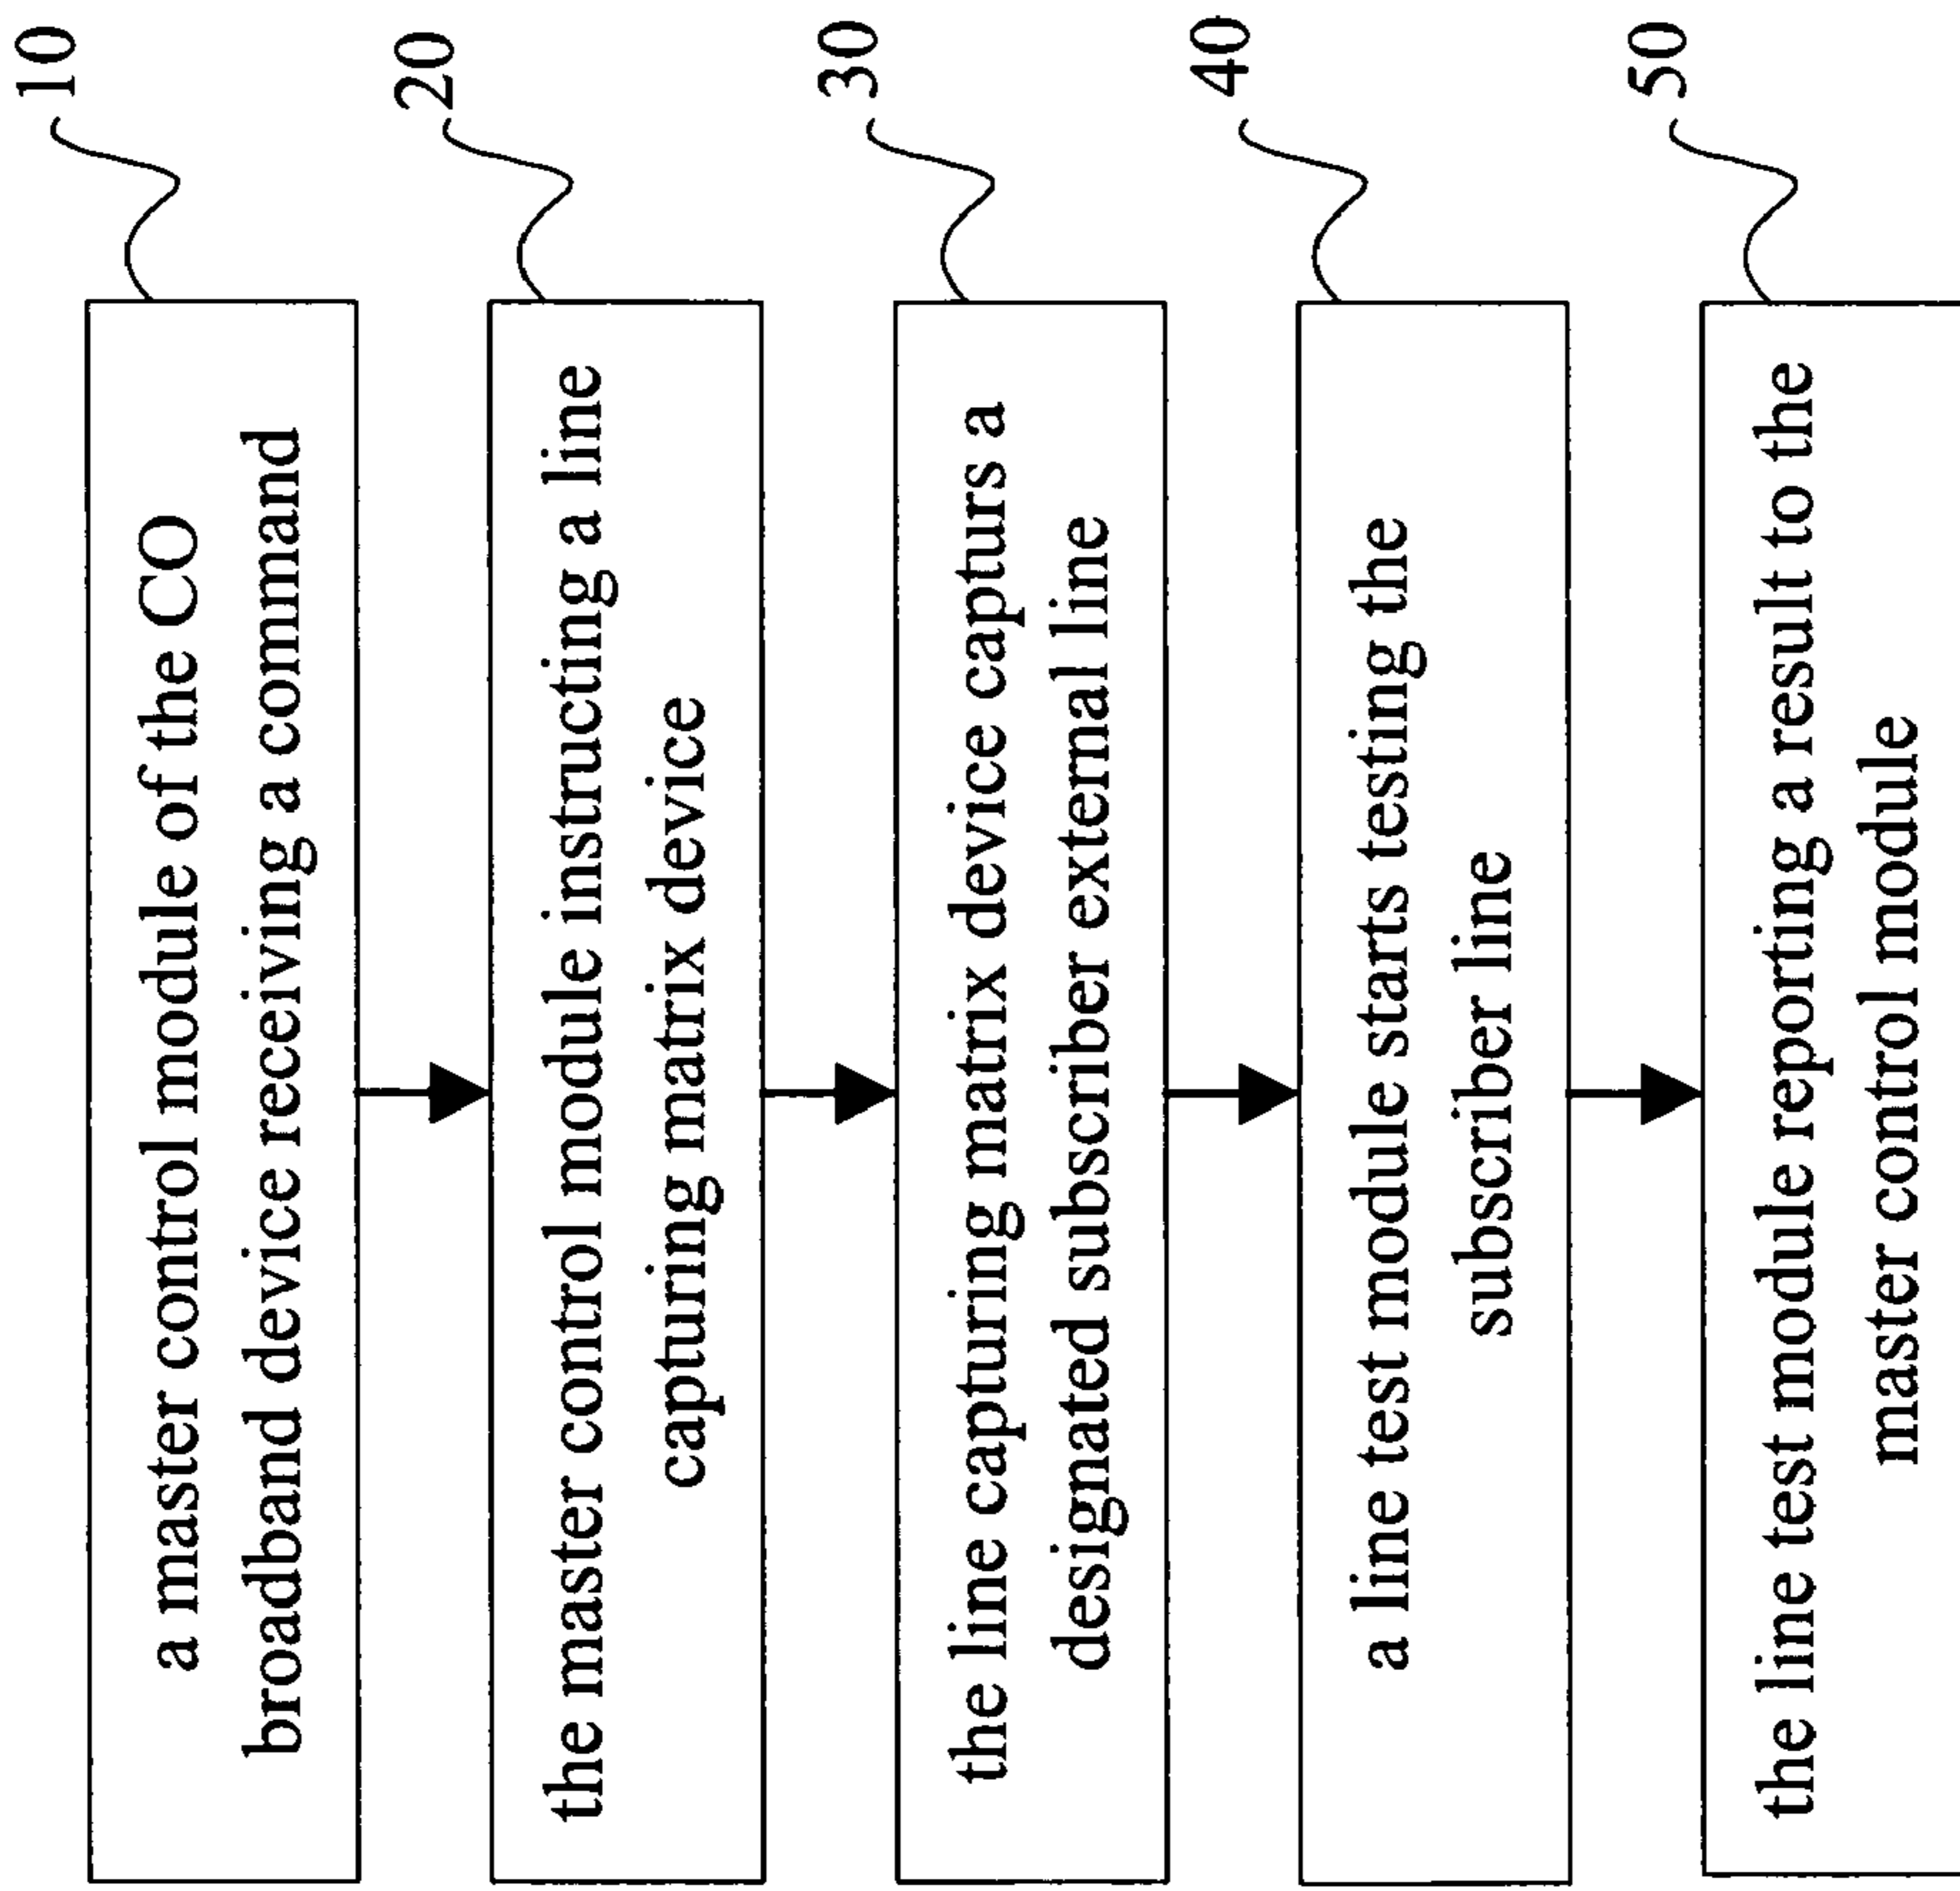 10
a master control module of the CO
broadband device receiving a command
20
the master control module instructing a line
capturing matrix device
30
the line capturing matrix device capturs a
designated subscriber external line
40
a line test module starts testing the
subscriber line
50
the line test module reporting a result to the
master control module